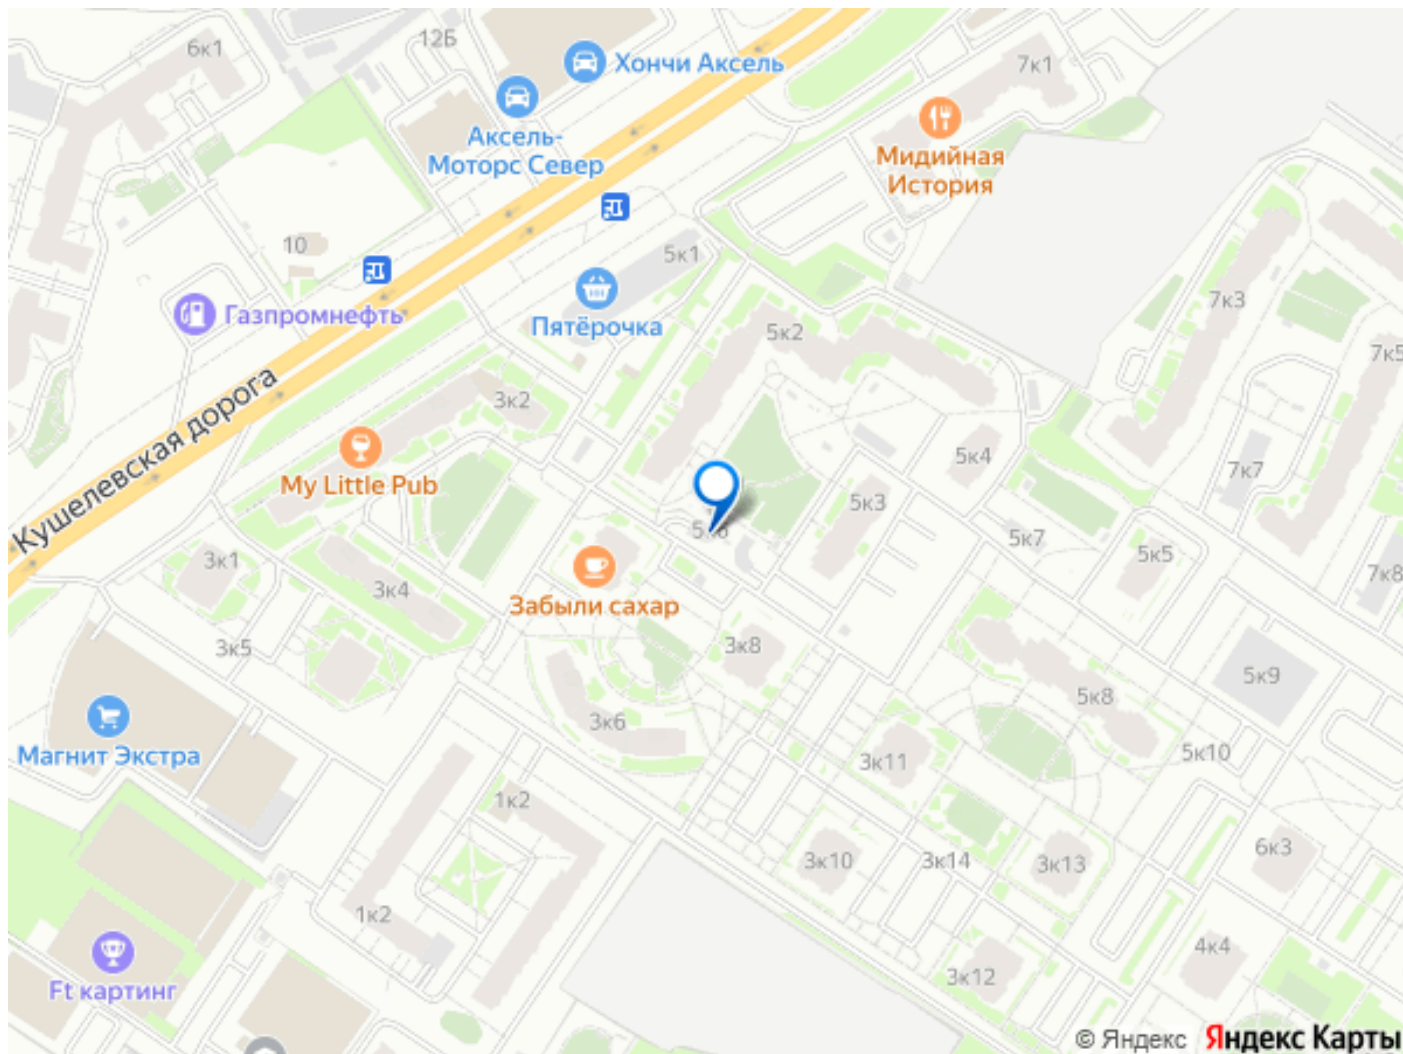 6к1
12Б
Хончи Аксель
7к1
Аксель-
Моторс Север
Мидийная
История
10
5к1
Газпромнефть
Пятёрочка
5к2
7к3
7к5
Кушелевская дорога
3к2
My Little Pub
5к4
7к7
5к3
5к6
5к7
5к5
7к8
3к1
3к4
Забыли сахар
3к5
3к8
5к9
5к8
3к6
Магнит Экстра
3к11
5к10
1к2
3к10
3к14
3к13
6к3
1к2
4к4
3к12
Ft картинг
© Яндекс Яндекс Карты